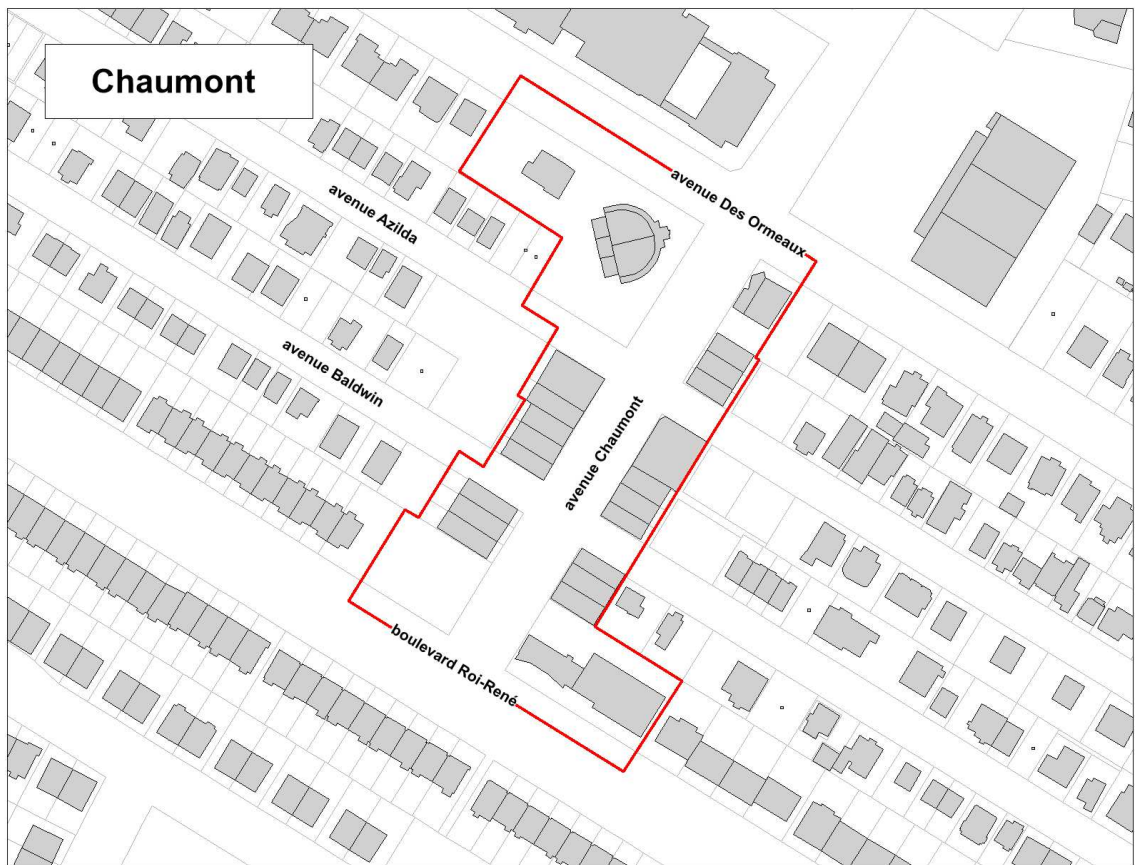 Chaumont
avenue Des Ormeaux
avenue Azilda
avenue Baldwin
avenue Chaumont
boulevard Roi-René